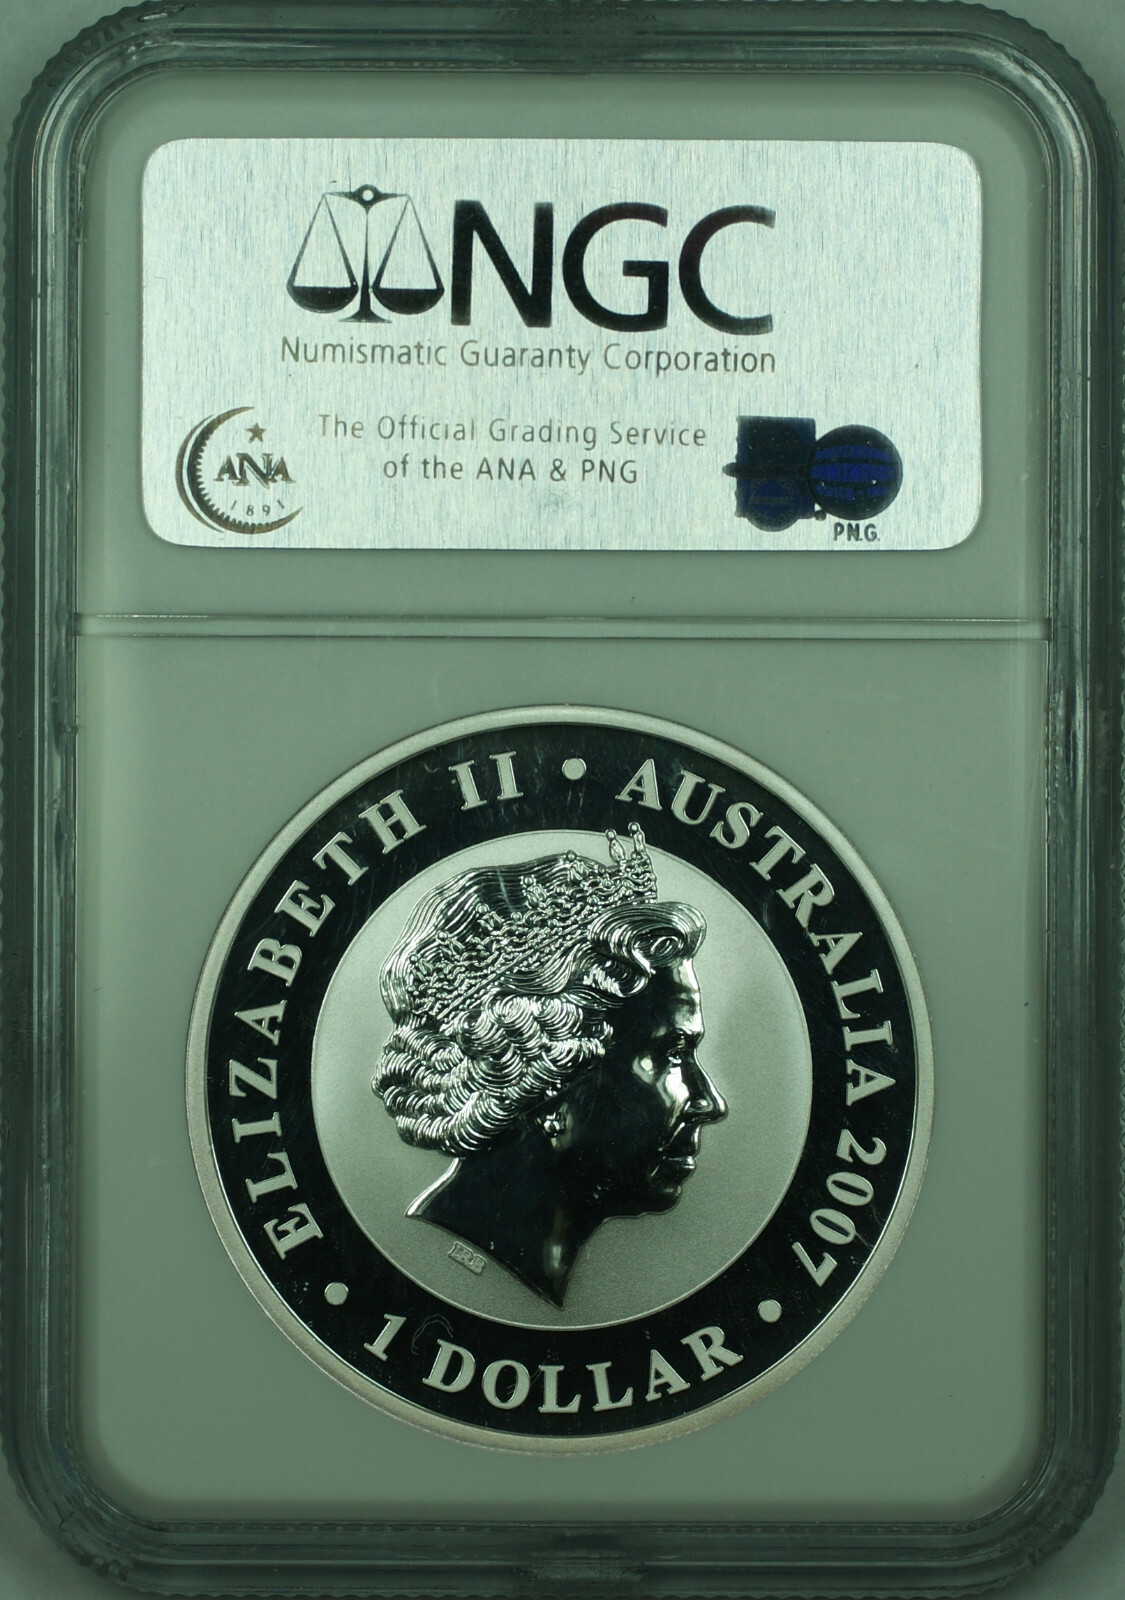 NGC
Numismatic Guaranty Corporation
The Official Grading Service
of the ANA & PNG
ANA
1891
P.N.G.
ELIZABETH II • AUSTRALIA 2007 •
1 DOLLAR •
IRB